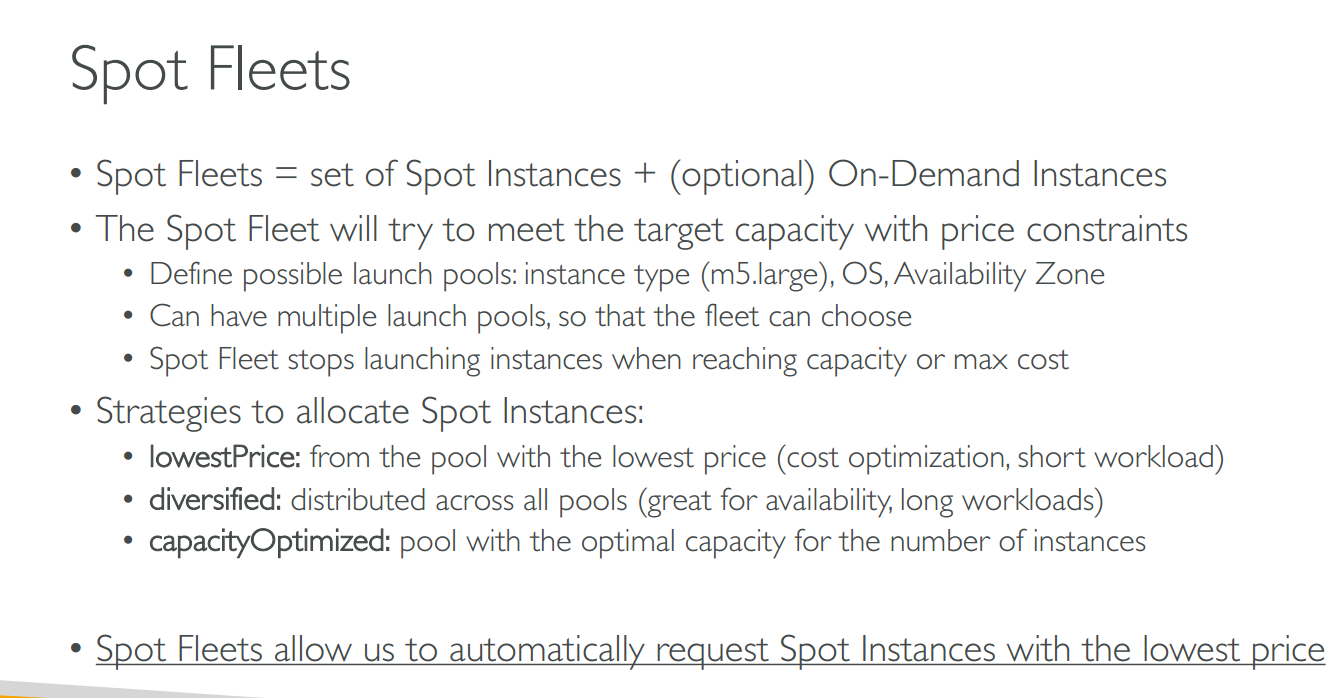 Spot Fleets
• Spot Fleets = set of Spot Instances + (optional) On-Demand Instances
• The Spot Fleet will try to meet the target capacity with price constraints
• Define possible launch pools: instance type (m5.large), OS, Availability Zone
• Can have multiple launch pools, so that the fleet can choose
• Spot Fleet stops launching instances when reaching capacity or max cost
• Strategies to allocate Spot Instances:
• lowestPrice: from the pool with the lowest price (cost optimization, short workload)
• diversified: distributed across all pools (great for availability, long workloads)
• capacityOptimized: pool with the optimal capacity for the number of instances
• Spot Fleets allow us to automatically request Spot Instances with the lowest price